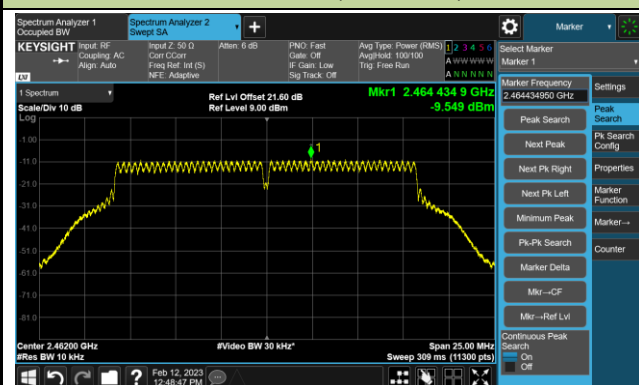 Spectrum Analyzer 1
Occupied BW
Spectrum Analyzer 2
Swept SA
+
Marker
KEYSIGHT
Input: RF
Coupling: AC
Align: Auto
Input Z: 50 Ω
Corr CCorr
Freq Ref: Int (S)
NFE: Adaptive
Atten: 6 dB
PNO: Fast
Gate: Off
IF Gain: Low
Sig Track: Off
Avg Type: Power (RMS)
Avg|Hold: 100/100
Trig: Free Run
1 2 3 4 5 6
A W W W W W
A N N N N N
LXI
Select Marker
Marker 1
1 Spectrum
Scale/Div 10 dB
Log
Ref Lvl Offset 21.60 dB
Ref Level 9.00 dBm
Mkr1 2.464 434 9 GHz
-9.549 dBm
1
-1.00
-11.0
-21.0
-31.0
-41.0
-51.0
-61.0
-71.0
-81.0
Center 2.46200 GHz
#Res BW 10 kHz
#Video BW 30 kHz*
Span 25.00 MHz
Sweep 309 ms (11300 pts)
Marker Frequency
2.464434950 GHz
Peak Search
Next Peak
Next Pk Right
Next Pk Left
Minimum Peak
Pk-Pk Search
Marker Delta
Mkr→CF
Mkr→Ref Lvl
Continuous Peak
Search
On
Off
Settings
Peak
Search
Pk Search
Config
Properties
Marker
Function
Marker→
Counter
?
Feb 12, 2023
12:48:47 PM